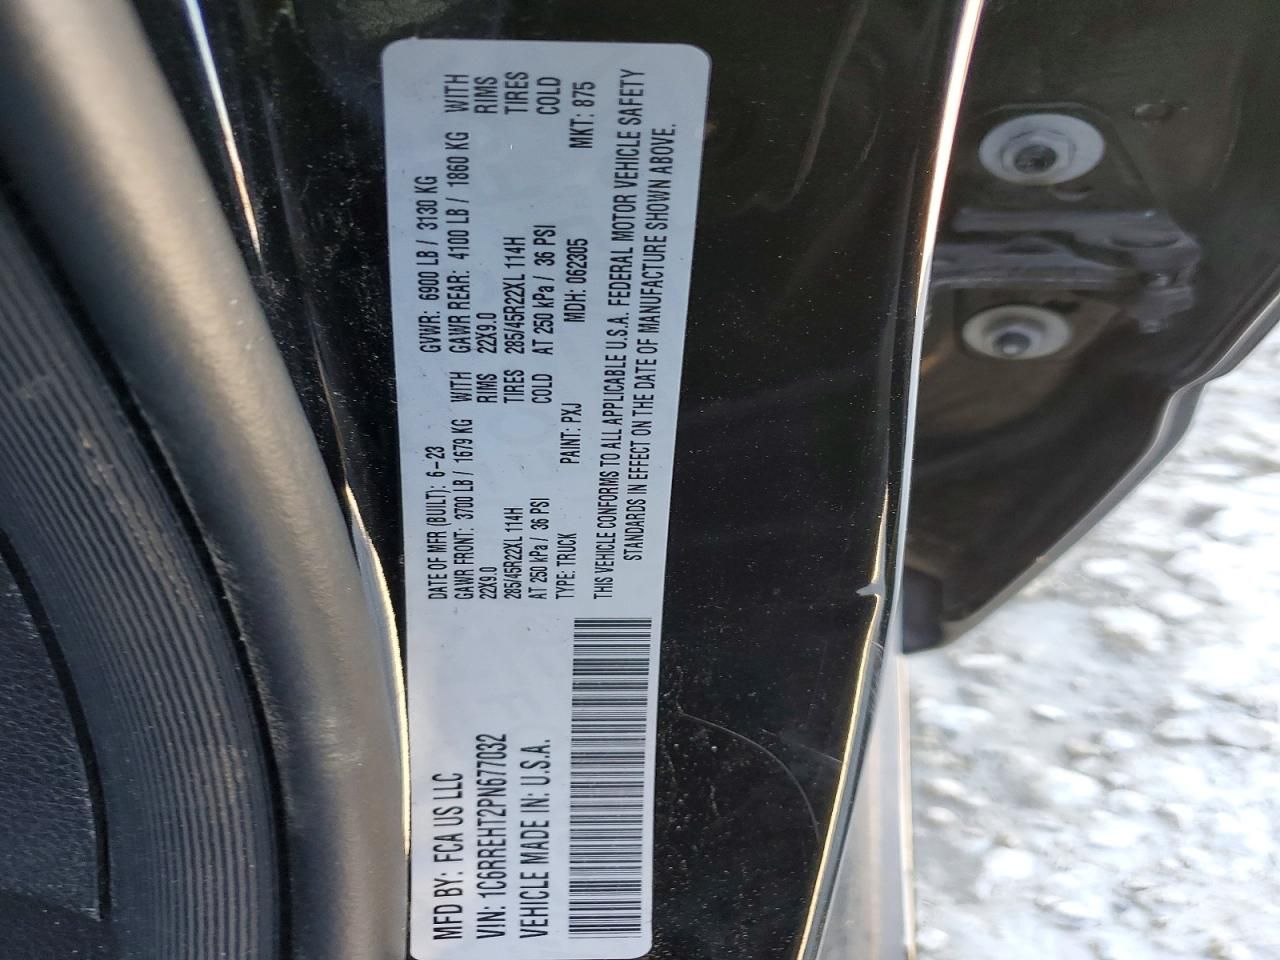 MFD BY: FCA US LLC
VIN: 1C6RREHT2PN677032
VEHICLE MADE IN: U.S.A.
DATE OF MFR (BUILT): 6-23 GVWR: 6900 LB / 3130 KG
GAWR FRONT: 3700 LB / 1679 KG WITH GAWR REAR: 4100 LB / 1860 KG WITH
22X9.0 RIMS 22X9.0 RIMS
285/45R22XL 114H TIRES 285/45R22XL 114H TIRES
AT 250 kPa / 36 PSI COLD AT 250 kPa / 36 PSI COLD
TYPE: TRUCK PAINT: PXJ MDH: 062305 MKT: 875
THIS VEHICLE CONFORMS TO ALL APPLICABLE U.S.A. FEDERAL MOTOR VEHICLE SAFETY
STANDARDS IN EFFECT ON THE DATE OF MANUFACTURE SHOWN ABOVE.